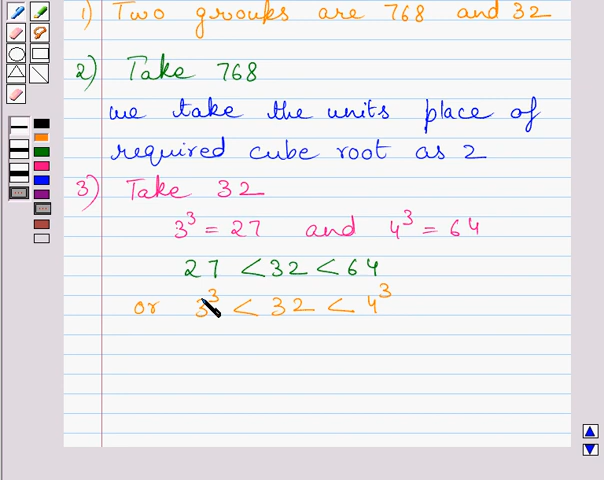 1) Two groups are 768 and 32
2) Take 768
we take the units place of
required cube root as 2
3) Take 32
3³ = 27 and 4³ = 64
27 < 32 < 64
or 3³ < 32 < 4³